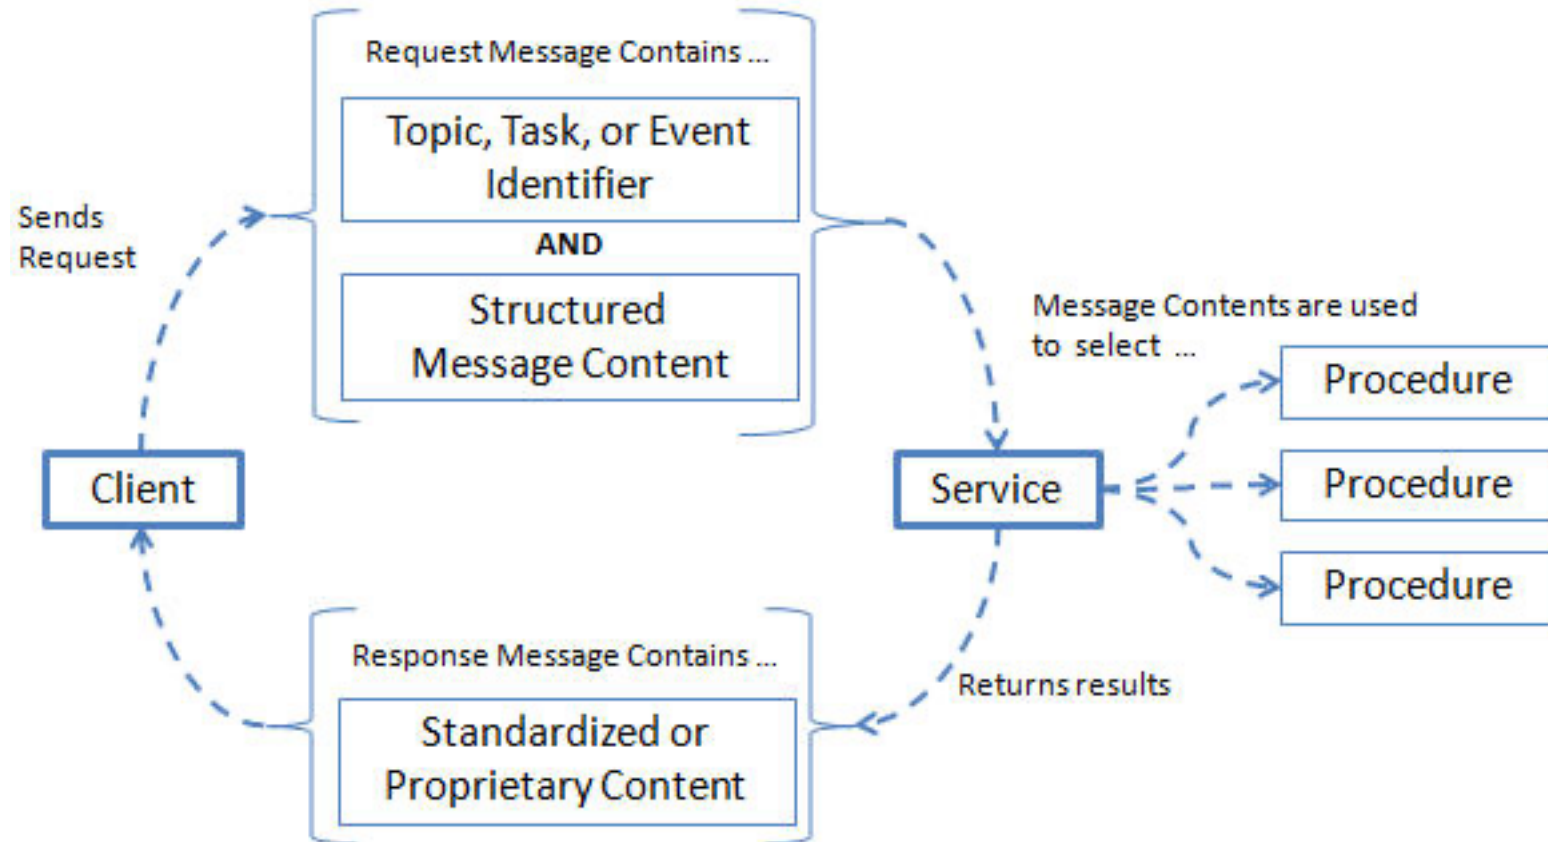 Request Message Contains ...
Topic, Task, or Event
Identifier
AND
Structured
Message Content
Sends
Request
Message Contents are used
to select ...
Procedure
Procedure
Procedure
Client
Service
Response Message Contains ...
Standardized or
Proprietary Content
Returns results